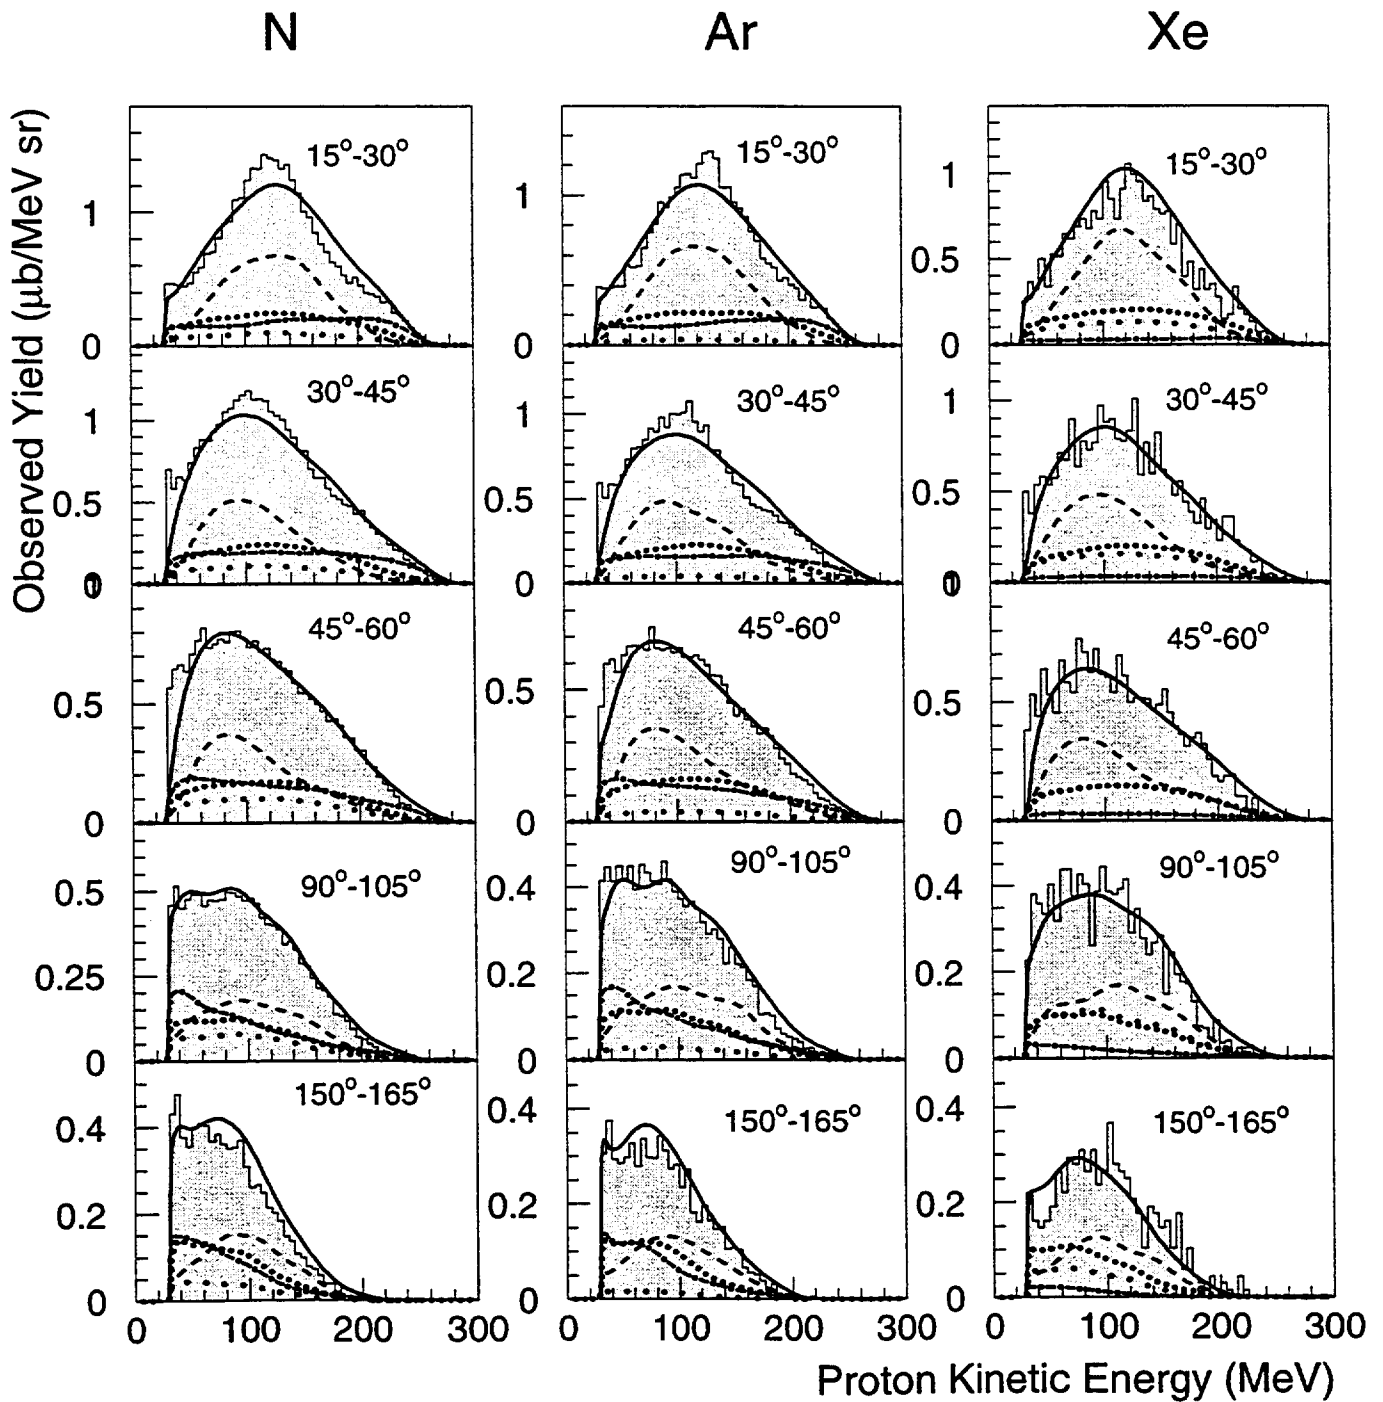 N Ar Xe
Observed Yield (μb/MeV sr)
15°-30° 15°-30° 15°-30°
1 1 1
0.5
0 0 0
30°-45° 30°-45° 30°-45°
1 1 1
0.5 0.5 0.5
0 0 0
1 1
45°-60° 45°-60° 45°-60°
0.5 0.5 0.5
0 0 0
90°-105° 90°-105° 90°-105°
0.5 0.4 0.4
0.25 0.2 0.2
0 0 0
150°-165° 150°-165° 150°-165°
0.4 0.4 0.4
0.2 0.2 0.2
0 0 0
0 100 200 300 0 100 200 300 0 100 200 300
Proton Kinetic Energy (MeV)